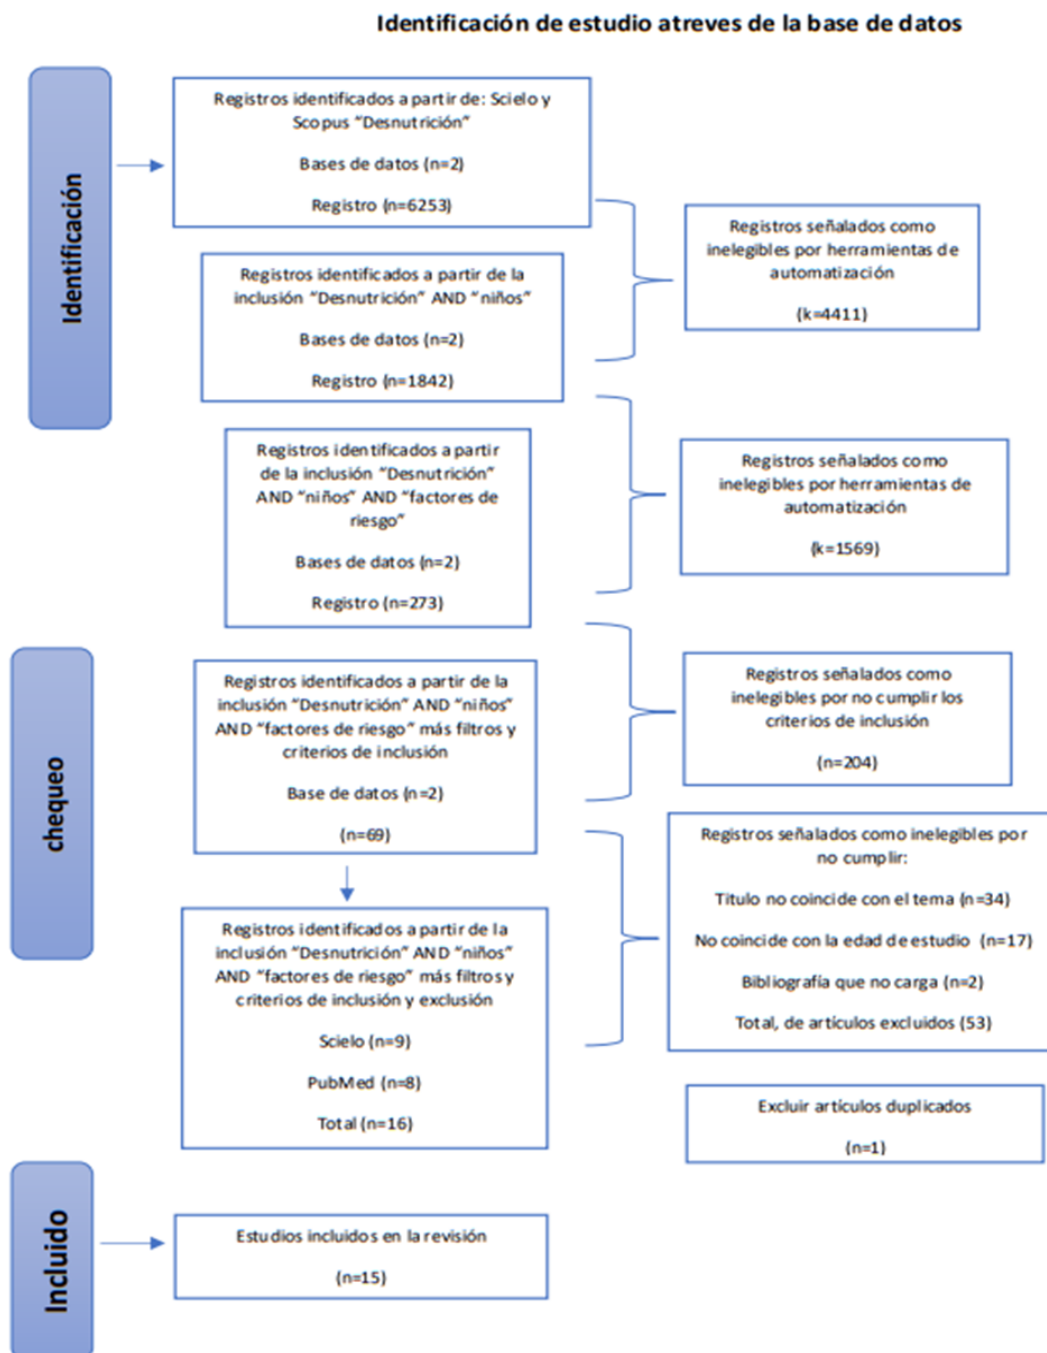 Identificación de estudio atreves de la base de datos
Identificación
Registros identificados a partir de: Scielo y
Scopus "Desnutrición"
Bases de datos (n=2)
Registro (n=6253)
Registros señalados como
inelegibles por herramientas de
automatización
(k=4411)
Registros identificados a partir de la
inclusión "Desnutrición" AND "niños"
Bases de datos (n=2)
Registro (n=1842)
Registros identificados a partir
de la inclusión "Desnutrición"
AND "niños" AND "factores de
riesgo"
Bases de datos (n=2)
Registro (n=273)
Registros señalados como
inelegibles por herramientas de
automatización
(k=1569)
chequeo
Registros identificados a partir de la
inclusión "Desnutrición" AND "niños"
AND "factores de riesgo" más filtros y
criterios de inclusión
Base de datos (n=2)
(n=69)
Registros señalados como
inelegibles por no cumplir los
criterios de inclusión
(n=204)
Registros señalados como inelegibles por
no cumplir:
Titulo no coincide con el tema (n=34)
No coincide con la edad de estudio (n=17)
Bibliografía que no carga (n=2)
Total, de artículos excluidos (53)
Registros identificados a partir de la
inclusión "Desnutrición" AND "niños"
AND "factores de riesgo" más filtros y
criterios de inclusión y exclusión
Scielo (n=9)
PubMed (n=8)
Total (n=16)
Excluir artículos duplicados
(n=1)
Incluido
Estudios incluidos en la revisión
(n=15)